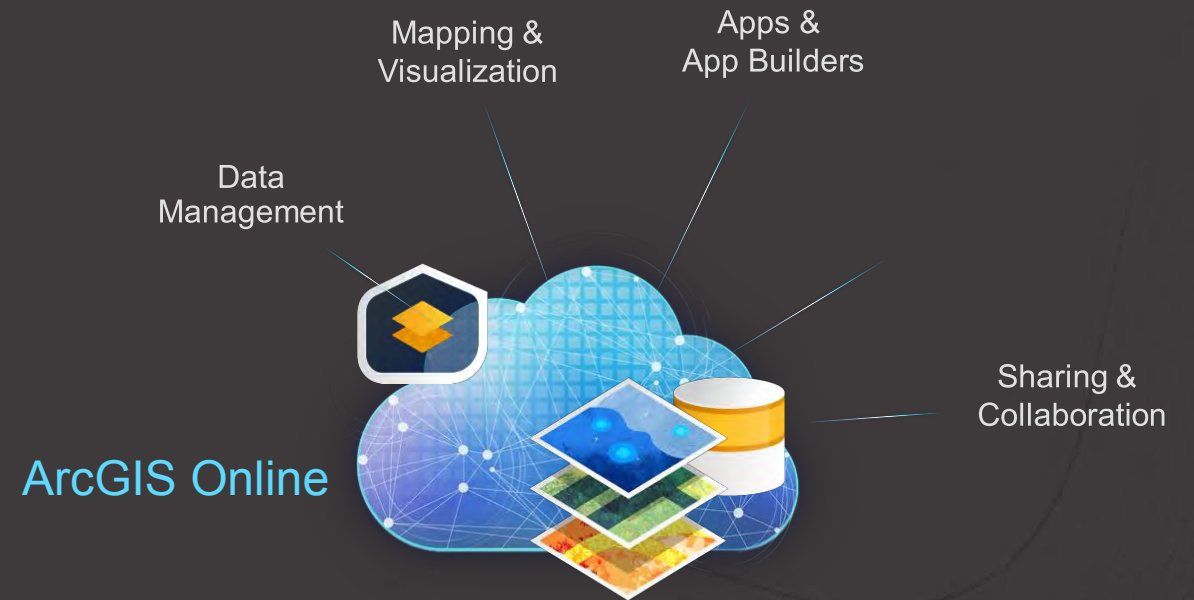 Mapping &
Visualization
Apps &
App Builders
Data
Management
Sharing &
Collaboration
ArcGIS Online